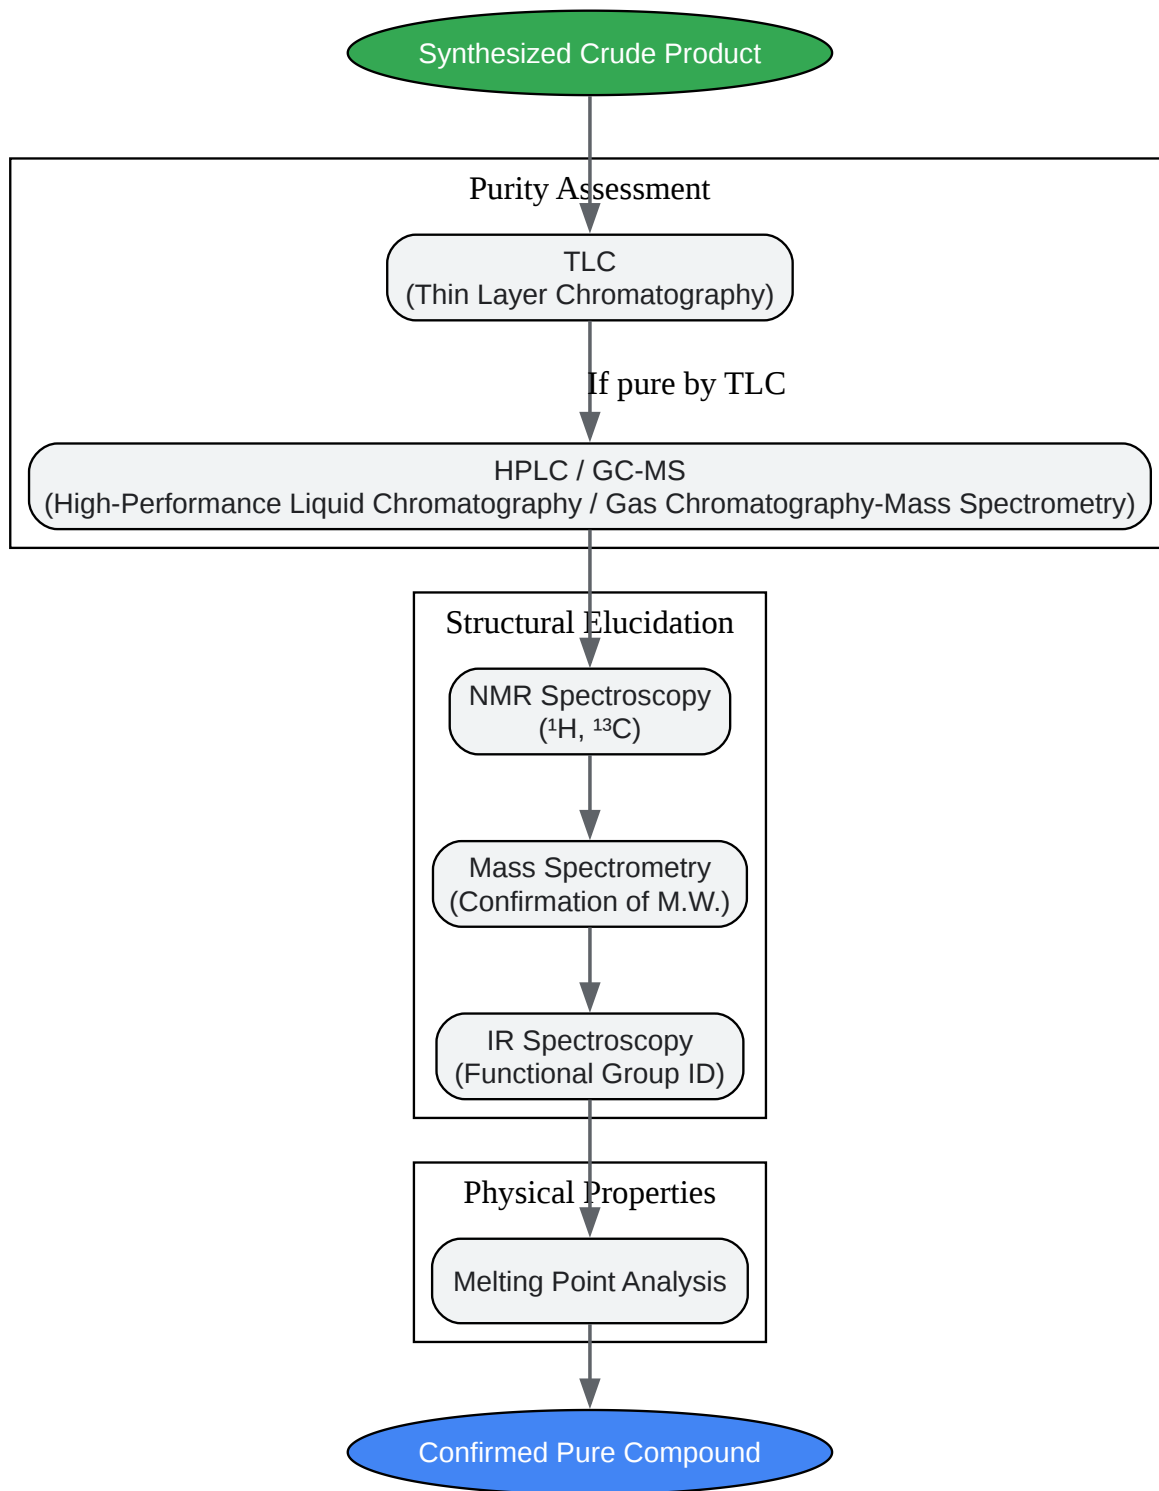 Synthesized Crude Product
Purity Assessment
TLC
(Thin Layer Chromatography)
If pure by TLC
HPLC / GC-MS
(High-Performance Liquid Chromatography / Gas Chromatography-Mass Spectrometry)
Structural Elucidation
NMR Spectroscopy
(¹H, ¹³C)
Mass Spectrometry
(Confirmation of M.W.)
IR Spectroscopy
(Functional Group ID)
Physical Properties
Melting Point Analysis
Confirmed Pure Compound